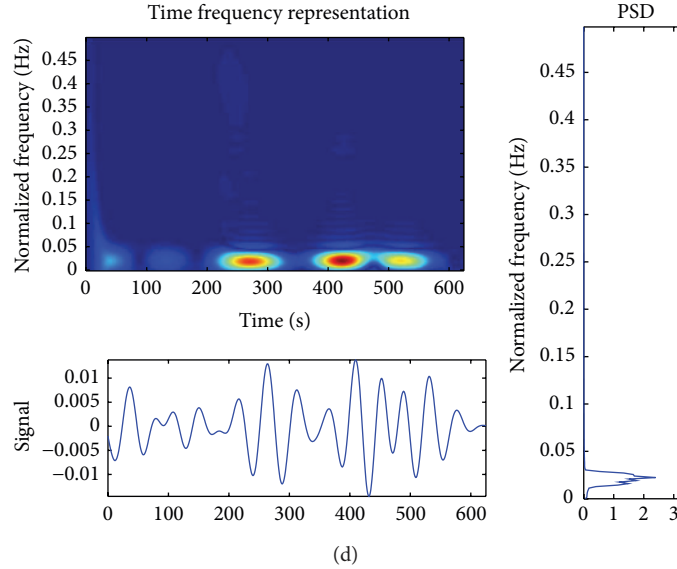 Time frequency representation
Normalized frequency (Hz)
0.45
0.4
0.35
0.3
0.25
0.2
0.15
0.1
0.05
0
0 100 200 300 400 500 600
Time (s)
Signal
0.01
0.005
0
−0.005
−0.01
0 100 200 300 400 500 600
PSD
Normalized frequency (Hz)
0.45
0.4
0.35
0.3
0.25
0.2
0.15
0.1
0.05
0
0 1 2 3
(d)